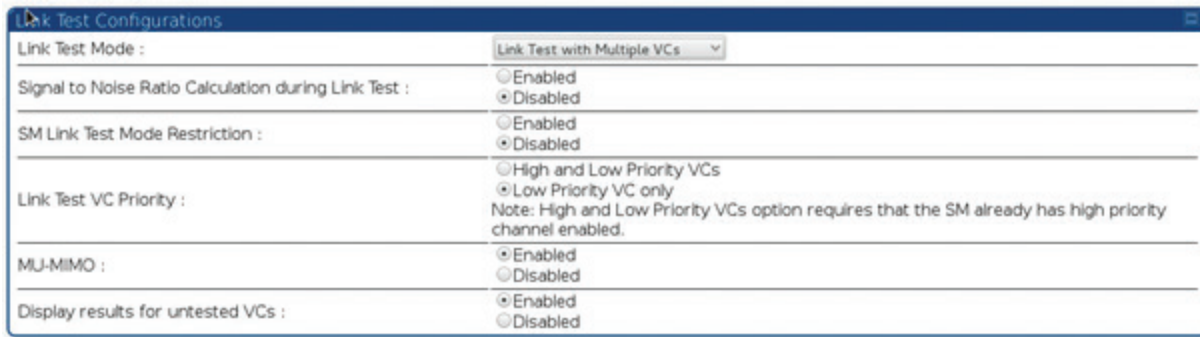 Link Test Configurations
Link Test Mode :
Link Test with Multiple VCs
Signal to Noise Ratio Calculation during Link Test :
Enabled
Disabled
SM Link Test Mode Restriction :
Enabled
Disabled
Link Test VC Priority :
High and Low Priority VCs
Low Priority VC only
Note: High and Low Priority VCs option requires that the SM already has high priority
channel enabled.
MU-MIMO :
Enabled
Disabled
Display results for untested VCs :
Enabled
Disabled